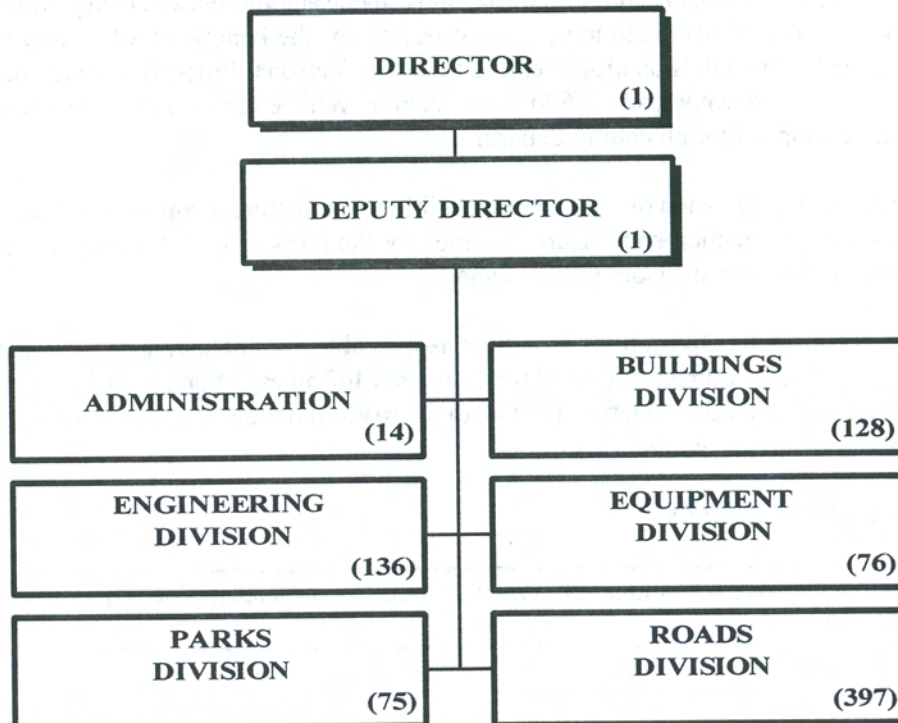 DIRECTOR
(1)
DEPUTY DIRECTOR
(1)
ADMINISTRATION
(14)
BUILDINGS
DIVISION
(128)
ENGINEERING
DIVISION
(136)
EQUIPMENT
DIVISION
(76)
PARKS
DIVISION
(75)
ROADS
DIVISION
(397)